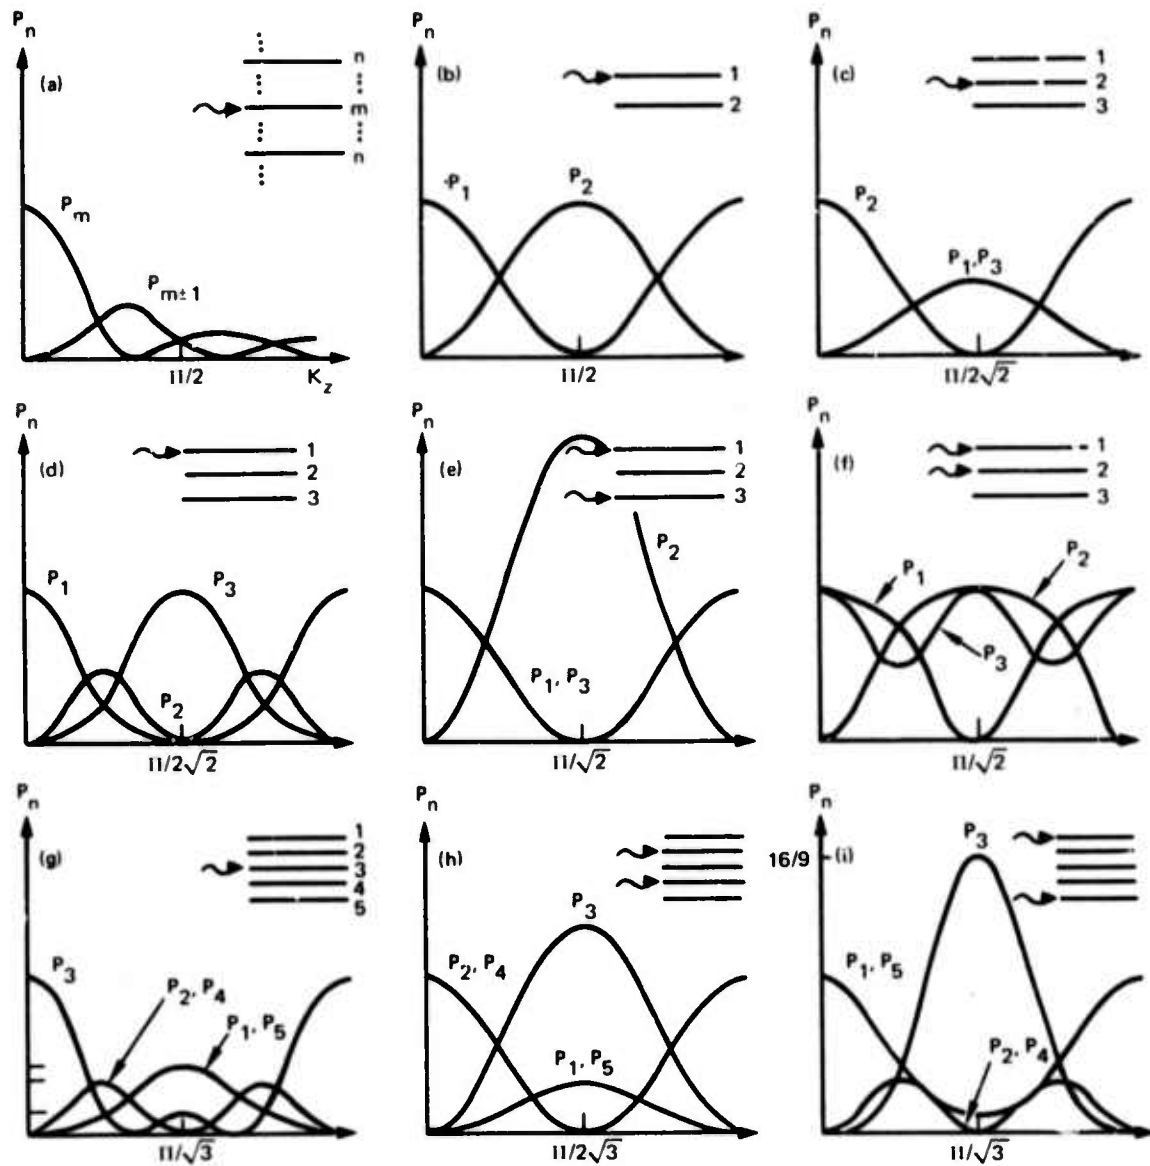 Pn
(a)
n
m
n
Pm
Pm±1
Π/2
Kz
Pn
(b)
1
2
P1
P2
Π/2
Pn
(c)
1
2
3
P2
P1,P3
Π/2√2
Pn
(d)
1
2
3
P1
P3
P2
Π/2√2
Pn
(e)
1
2
3
P2
P1, P3
Π/√2
Pn
(f)
1
2
3
P1
P2
P3
Π/√2
Pn
(g)
1
2
3
4
5
P3
P2, P4
P1, P5
Π/√3
Pn
(h)
P3
P2, P4
P1, P5
Π/2√3
Pn
16/9
(i)
P3
P1, P5
P2, P4
Π/√3